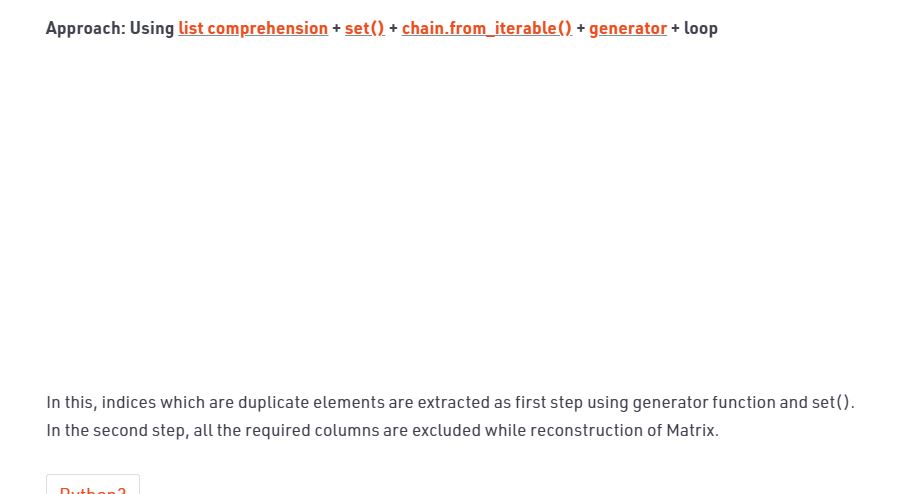 Approach: Using list comprehension + set() + chain.from_iterable() + generator + loop
In this, indices which are duplicate elements are extracted as first step using generator function and set().
In the second step, all the required columns are excluded while reconstruction of Matrix.
Python3